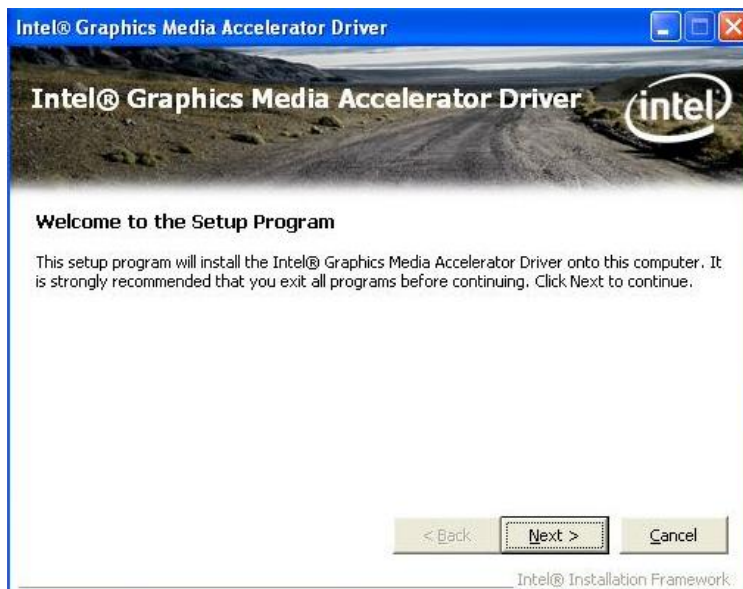 Intel® Graphics Media Accelerator Driver
Intel® Graphics Media Accelerator Driver
intel
Welcome to the Setup Program
This setup program will install the Intel® Graphics Media Accelerator Driver onto this computer. It
is strongly recommended that you exit all programs before continuing. Click Next to continue.
< Back
Next >
Cancel
Intel® Installation Framework